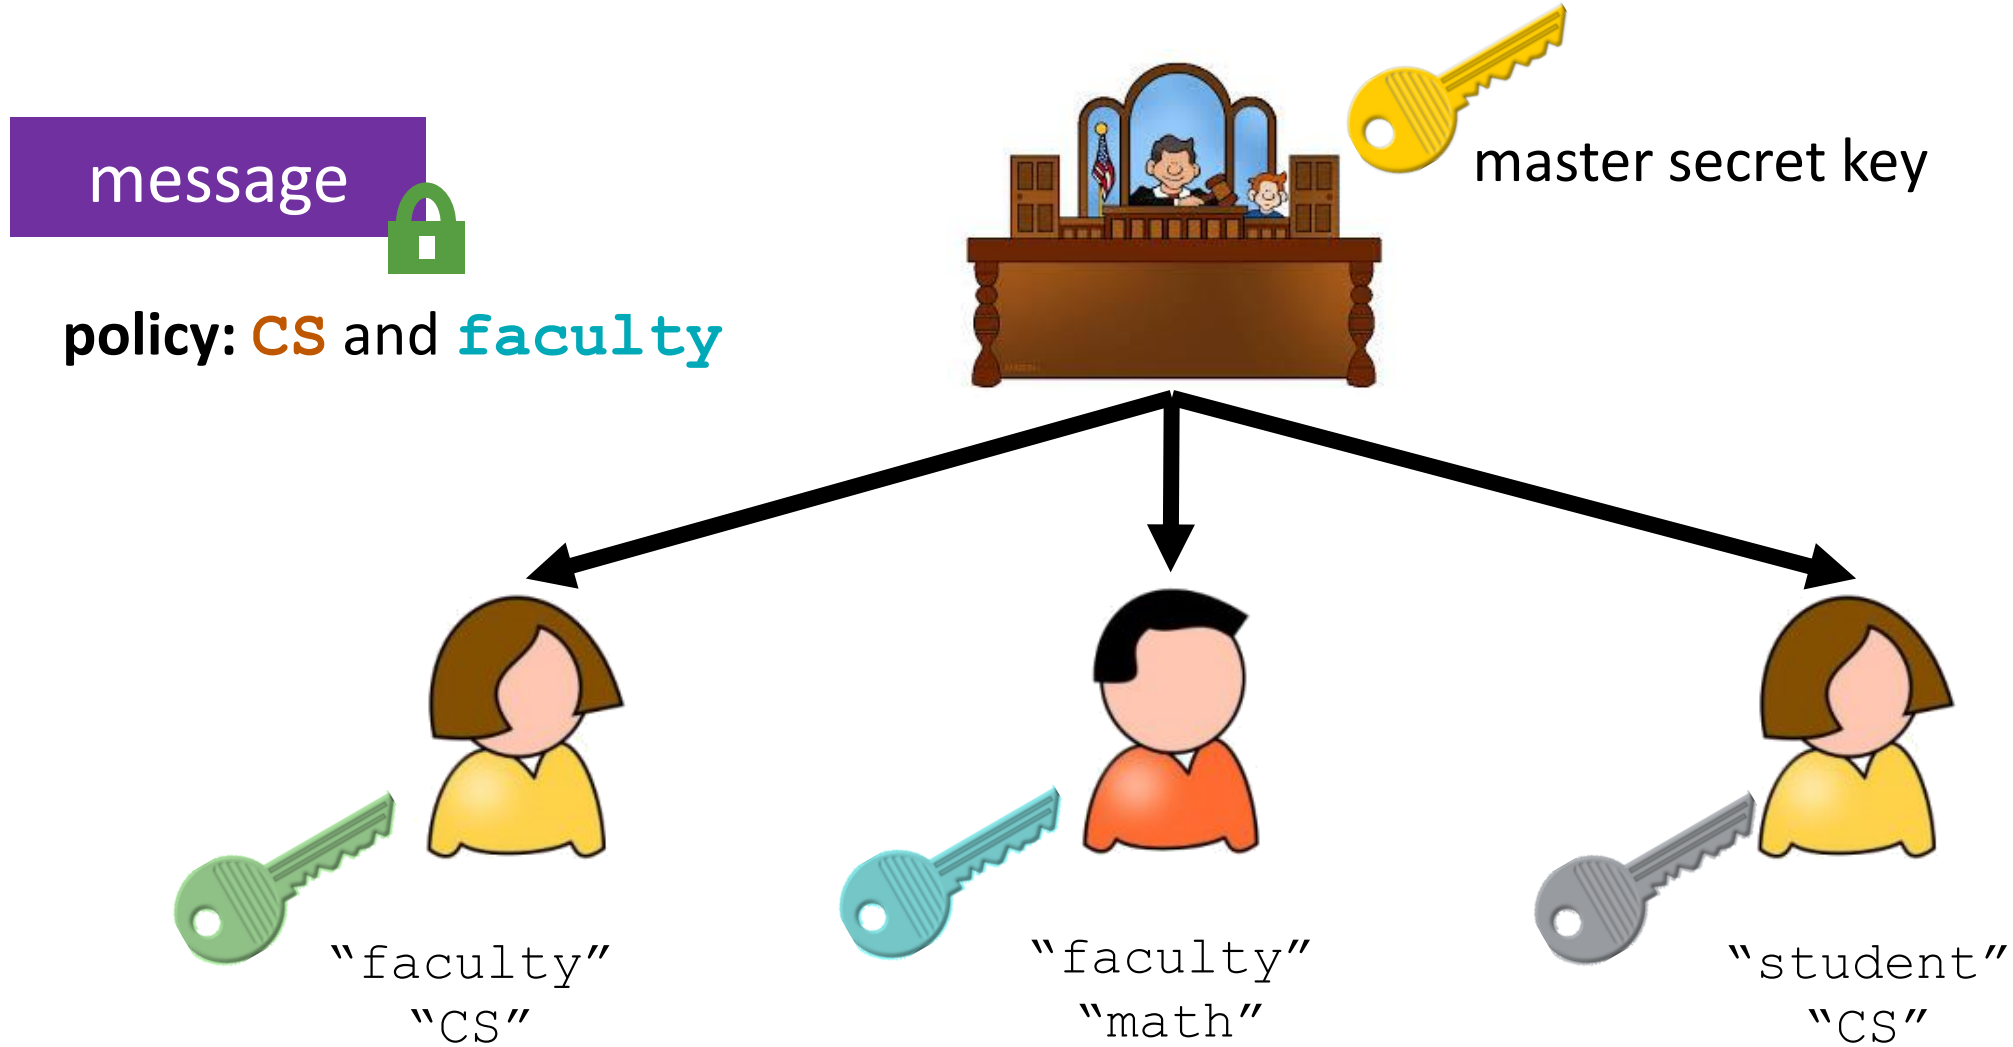 message
master secret key
policy: CS and faculty
“faculty”
“CS”
“faculty”
“math”
“student”
“CS”